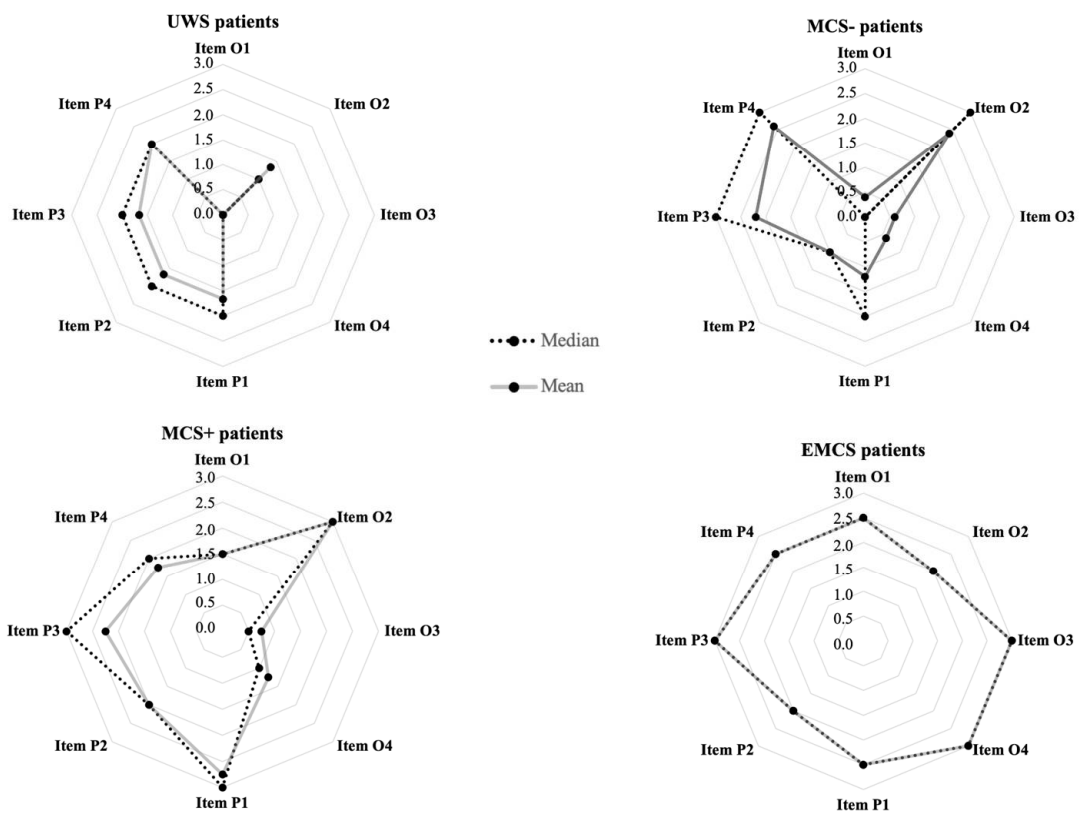 UWS patients
Item O1
3.0
2.5
2.0
1.5
1.0
0.5
0.0
Item O2
Item O3
Item O4
Item P1
Item P2
Item P3
Item P4
MCS- patients
Item O1
3.0
2.5
2.0
1.5
1.0
0.5
0.0
Item O2
Item O3
Item O4
Item P1
Item P2
Item P3
Item P4
Median
Mean
MCS+ patients
Item O1
3.0
2.5
2.0
1.5
1.0
0.5
0.0
Item O2
Item O3
Item O4
Item P1
Item P2
Item P3
Item P4
EMCS patients
Item O1
3.0
2.5
2.0
1.5
1.0
0.5
0.0
Item O2
Item O3
Item O4
Item P1
Item P2
Item P3
Item P4